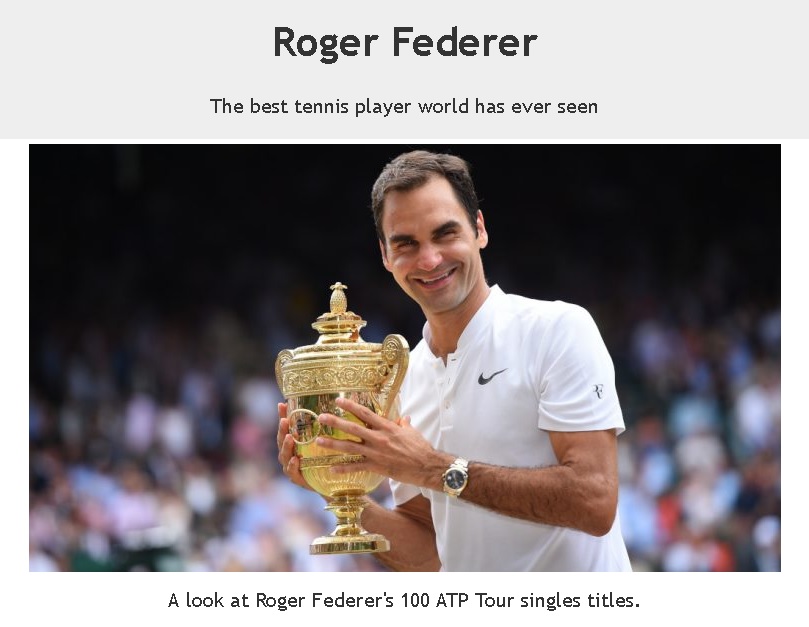 Roger Federer
The best tennis player world has ever seen
A look at Roger Federer's 100 ATP Tour singles titles.